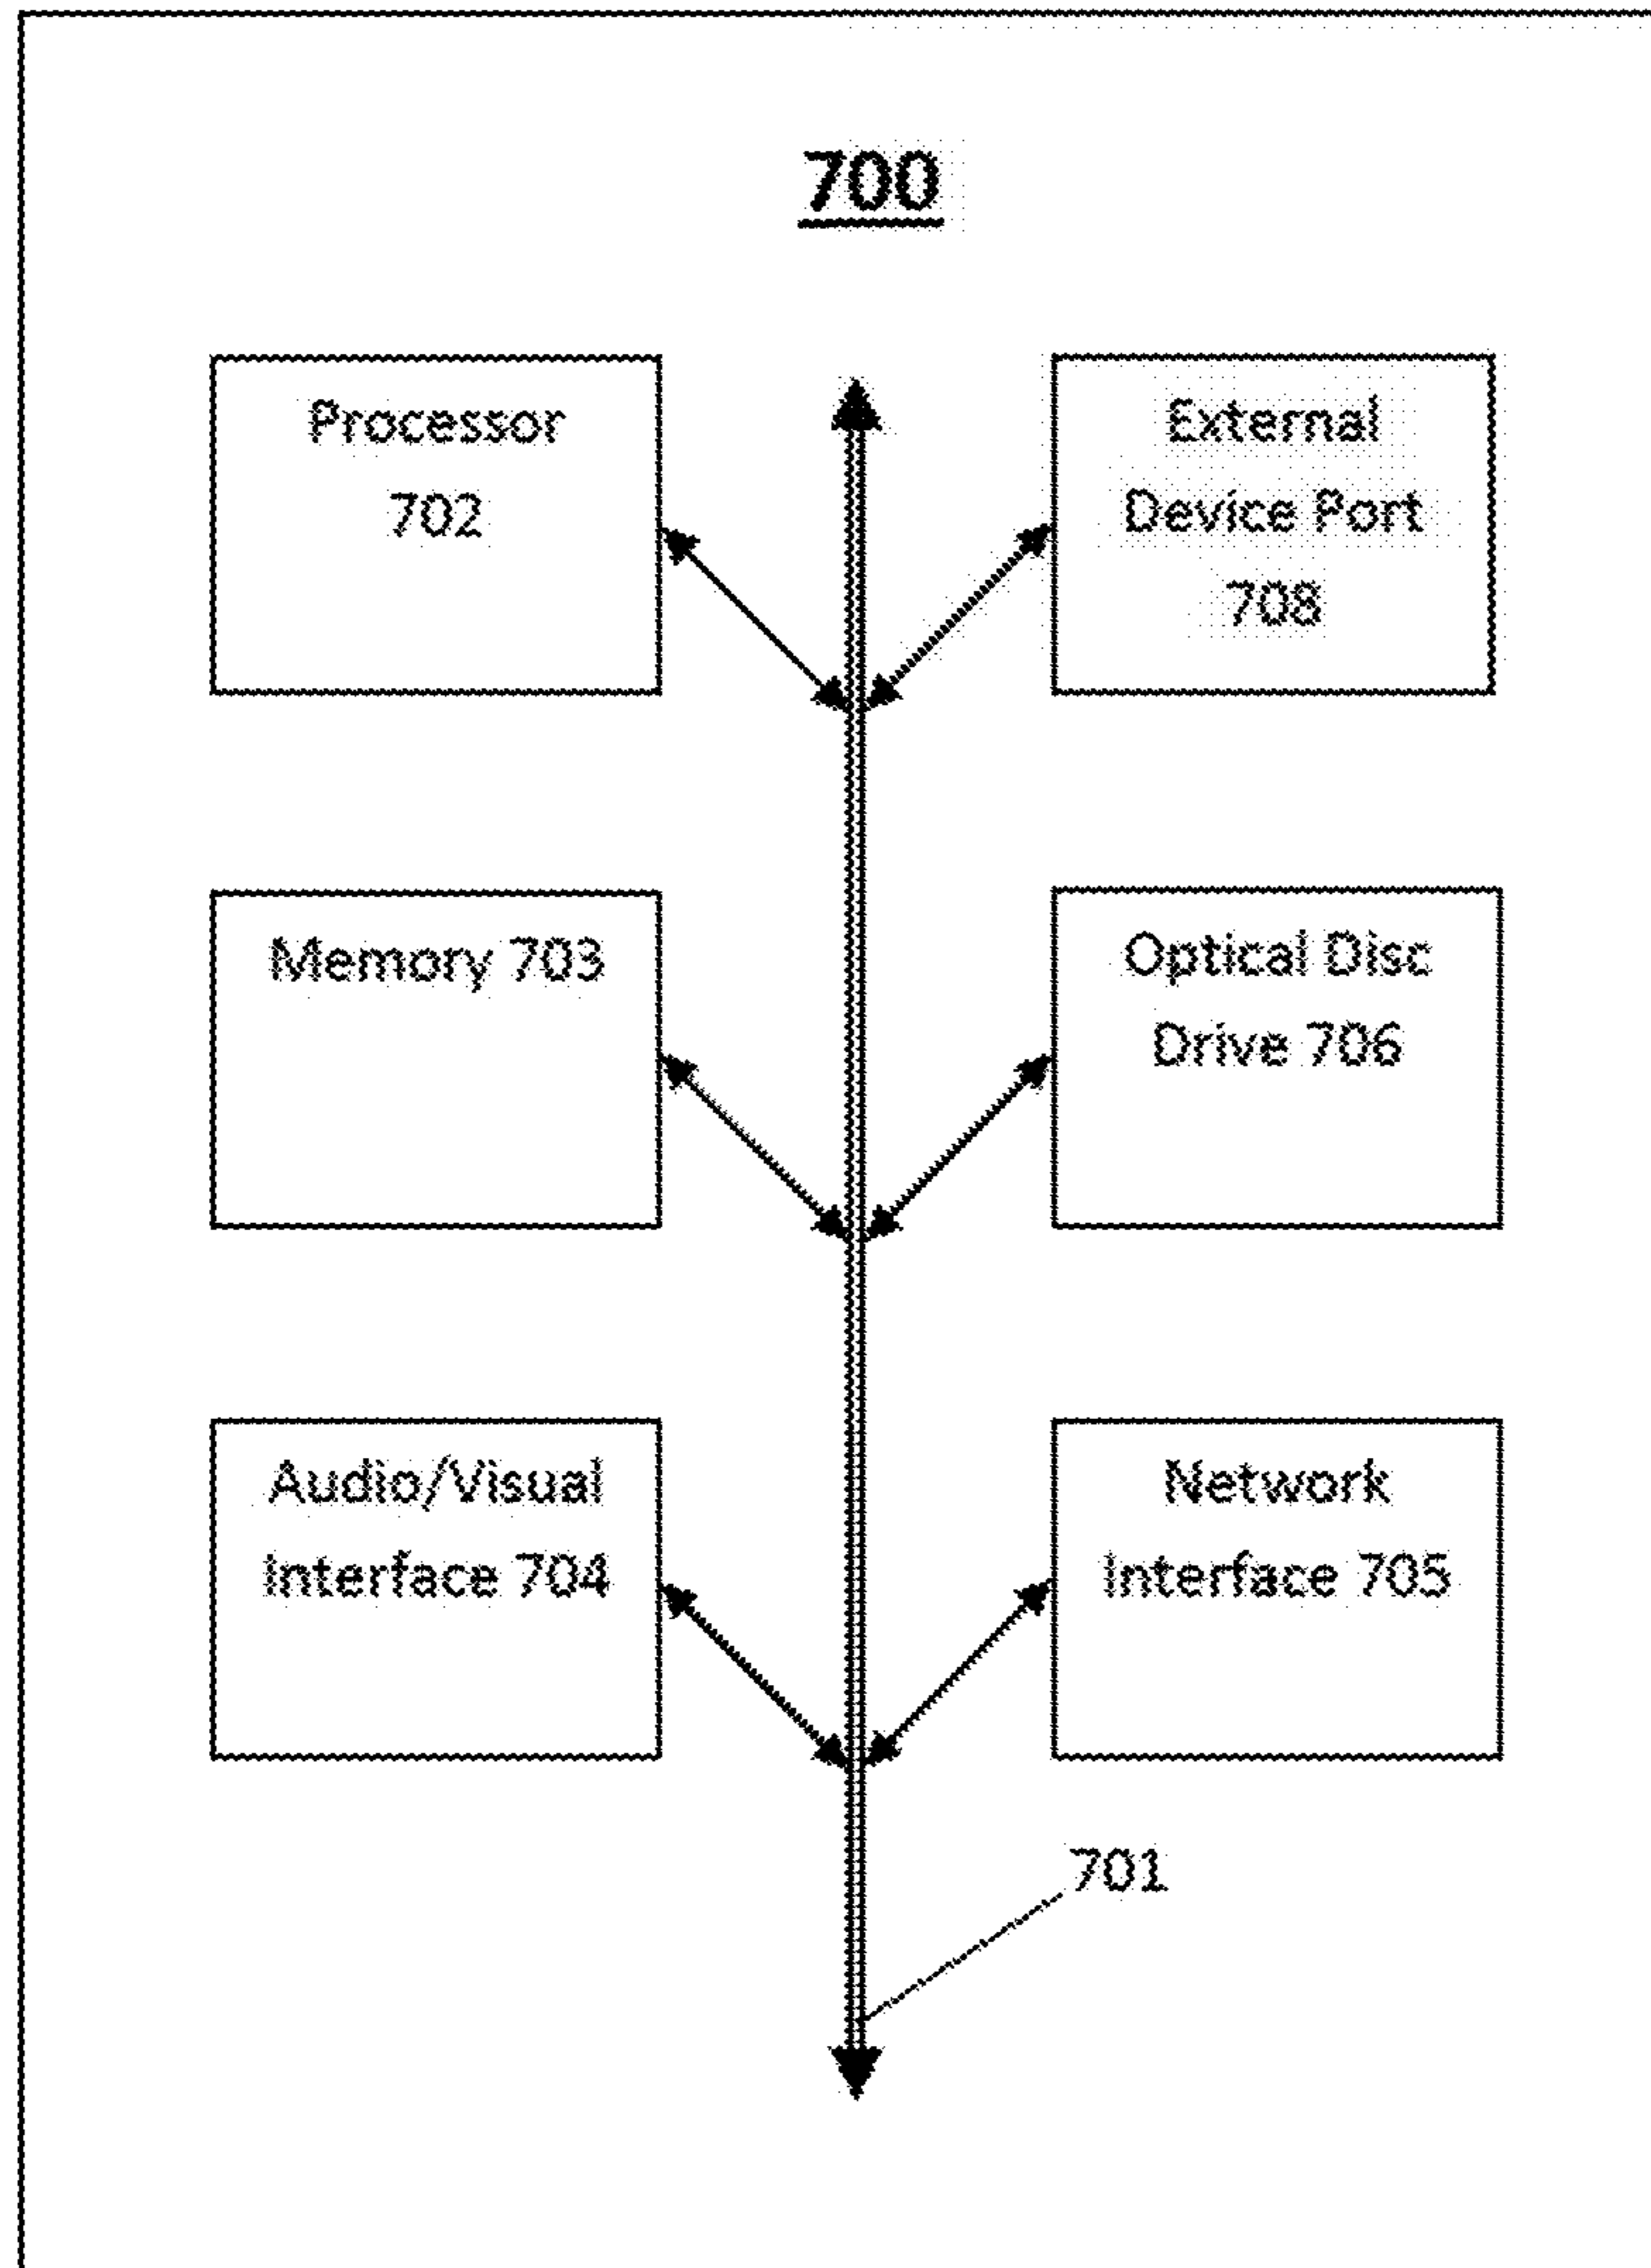 700
Processor
702
External
Device Port
708
Memory 703
Optical Disc
Drive 706
Audio/Visual
Interface 704
Network
Interface 705
701